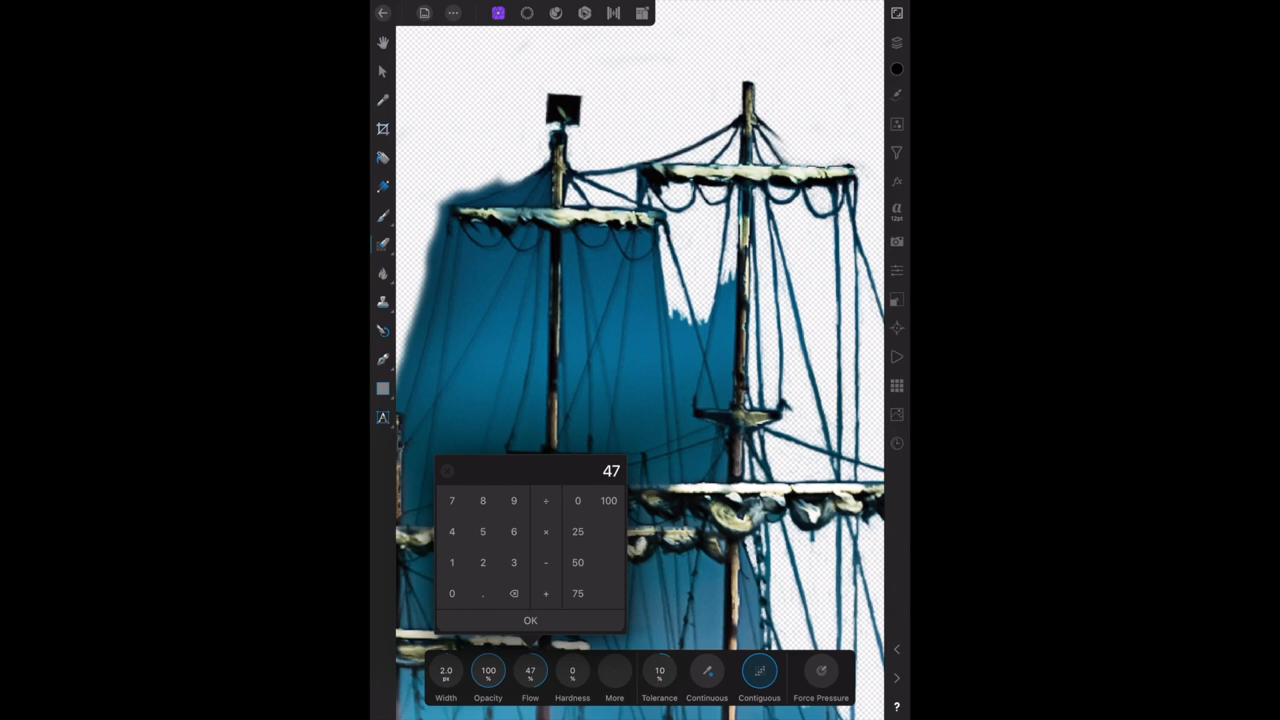 a
12pt
A
47
7 8 9 ÷ 0 100
4 5 6 × 25
1 2 3 - 50
0 . + 75
OK
2.0 px
100 %
47 %
0 %
10 %
Width Opacity Flow Hardness More Tolerance Continuous Contiguous Force Pressure
?